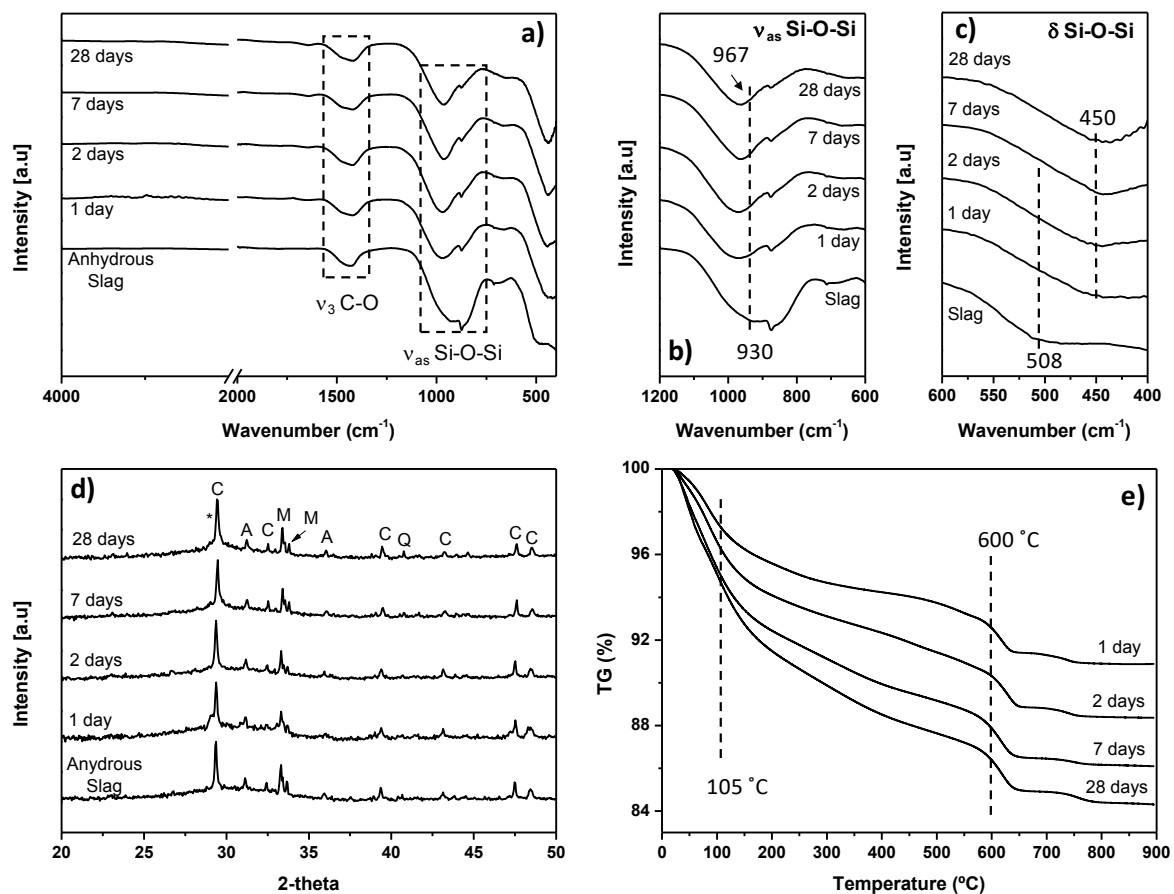 a)
28 days
7 days
2 days
1 day
Anhydrous
Slag
ν3 C-O
νas Si-O-Si
Intensity [a.u]
4000 2000 1500 1000 500
Wavenumber (cm-1)
νas Si-O-Si
967
28 days
7 days
2 days
1 day
Slag
b)
930
Intensity [a.u]
1200 1000 800 600
Wavenumber (cm-1)
c)
δ Si-O-Si
28 days
7 days
450
2 days
1 day
Slag
508
Intensity [a.u]
600 550 500 450 400
Wavenumber (cm-1)
d)
C
* A C M M A C Q C C C
28 days
7 days
2 days
1 day
Anydrous
Slag
Intensity [a.u]
20 25 30 35 40 45 50
2-theta
e)
100
96
92
88
84
TG (%)
600 ˚C
1 day
2 days
7 days
28 days
105 ˚C
0 100 200 300 400 500 600 700 800 900
Temperature (ºC)